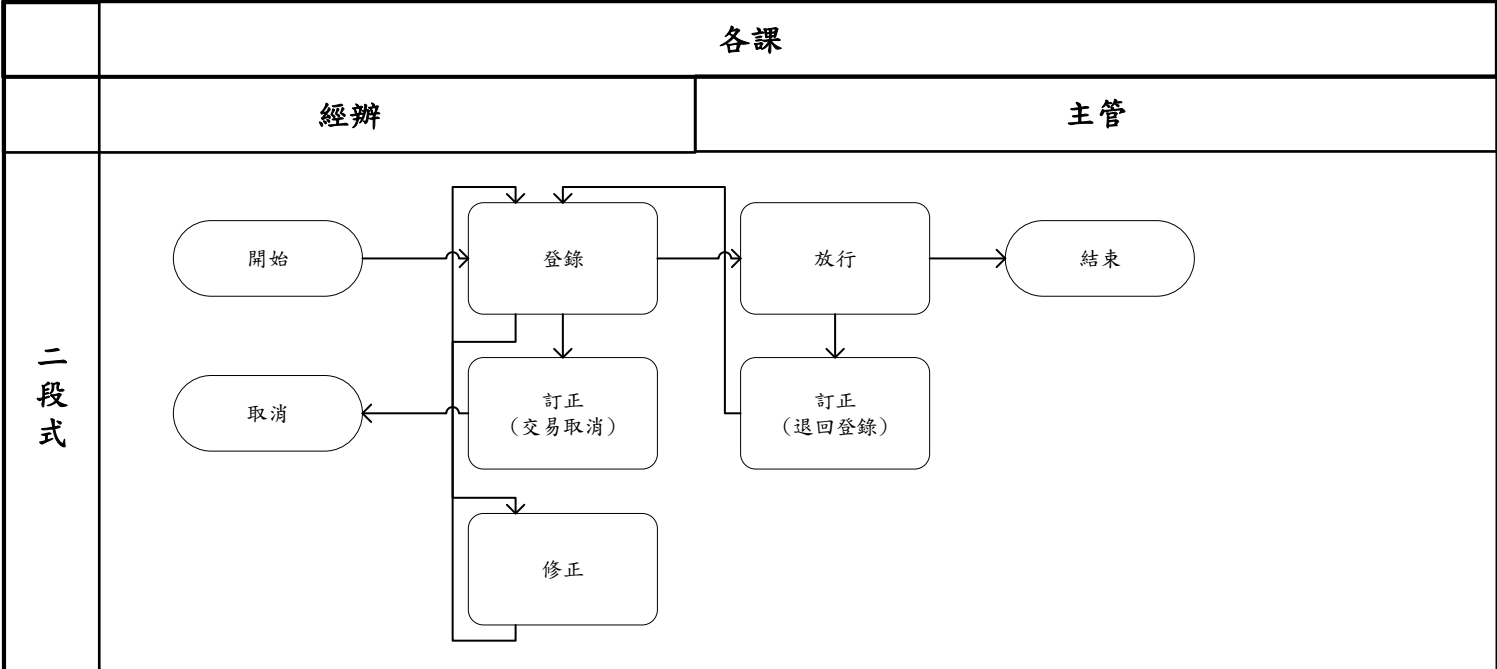 各課
經辦
主管
二段式
開始
登錄
放行
結束
取消
訂正
（交易取消）
訂正
（退回登錄）
修正